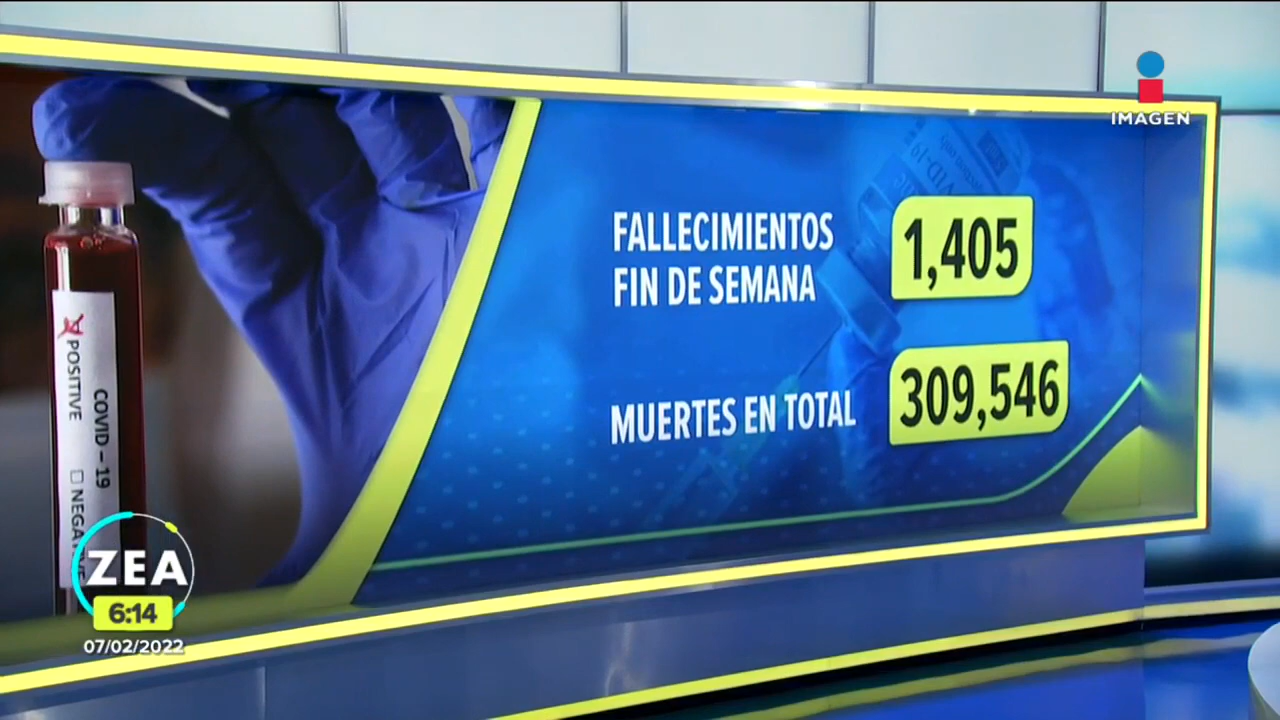 IMAGEN
FALLECIMIENTOS
FIN DE SEMANA
1,405
MUERTES EN TOTAL
309,546
POSITIVE
COVID-19
ZEA
6:14
07/02/2022